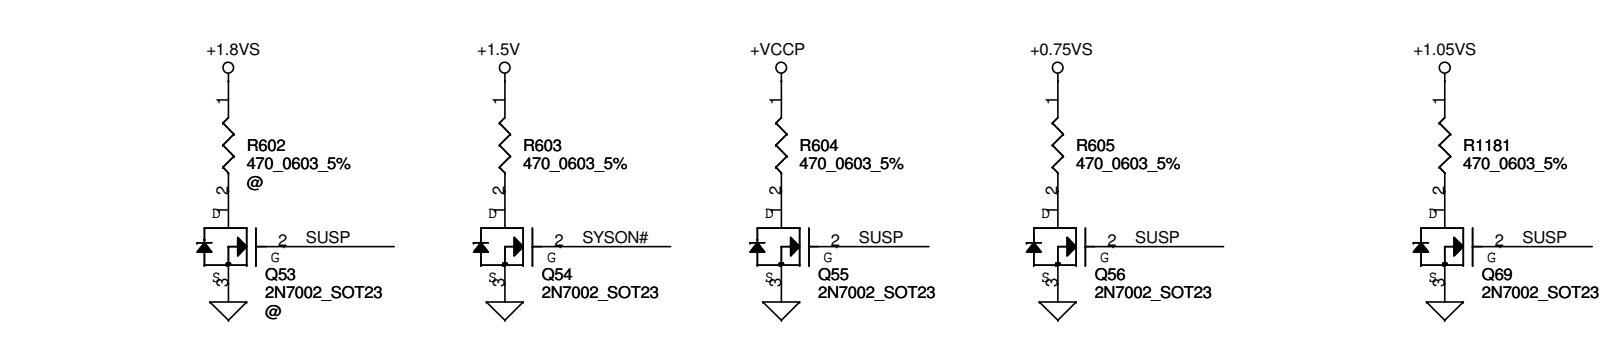 +1.8VS
1
R602
470_0603_5%
@
2
D
2
SUSP
G
S
3
Q53
2N7002_SOT23
@
+1.5V
1
R603
470_0603_5%
2
D
2
SYSON#
G
S
3
Q54
2N7002_SOT23
+VCCP
1
R604
470_0603_5%
2
D
2
SUSP
G
S
3
Q55
2N7002_SOT23
+0.75VS
1
R605
470_0603_5%
2
D
2
SUSP
G
S
3
Q56
2N7002_SOT23
+1.05VS
1
R1181
470_0603_5%
2
D
2
SUSP
G
S
3
Q69
2N7002_SOT23